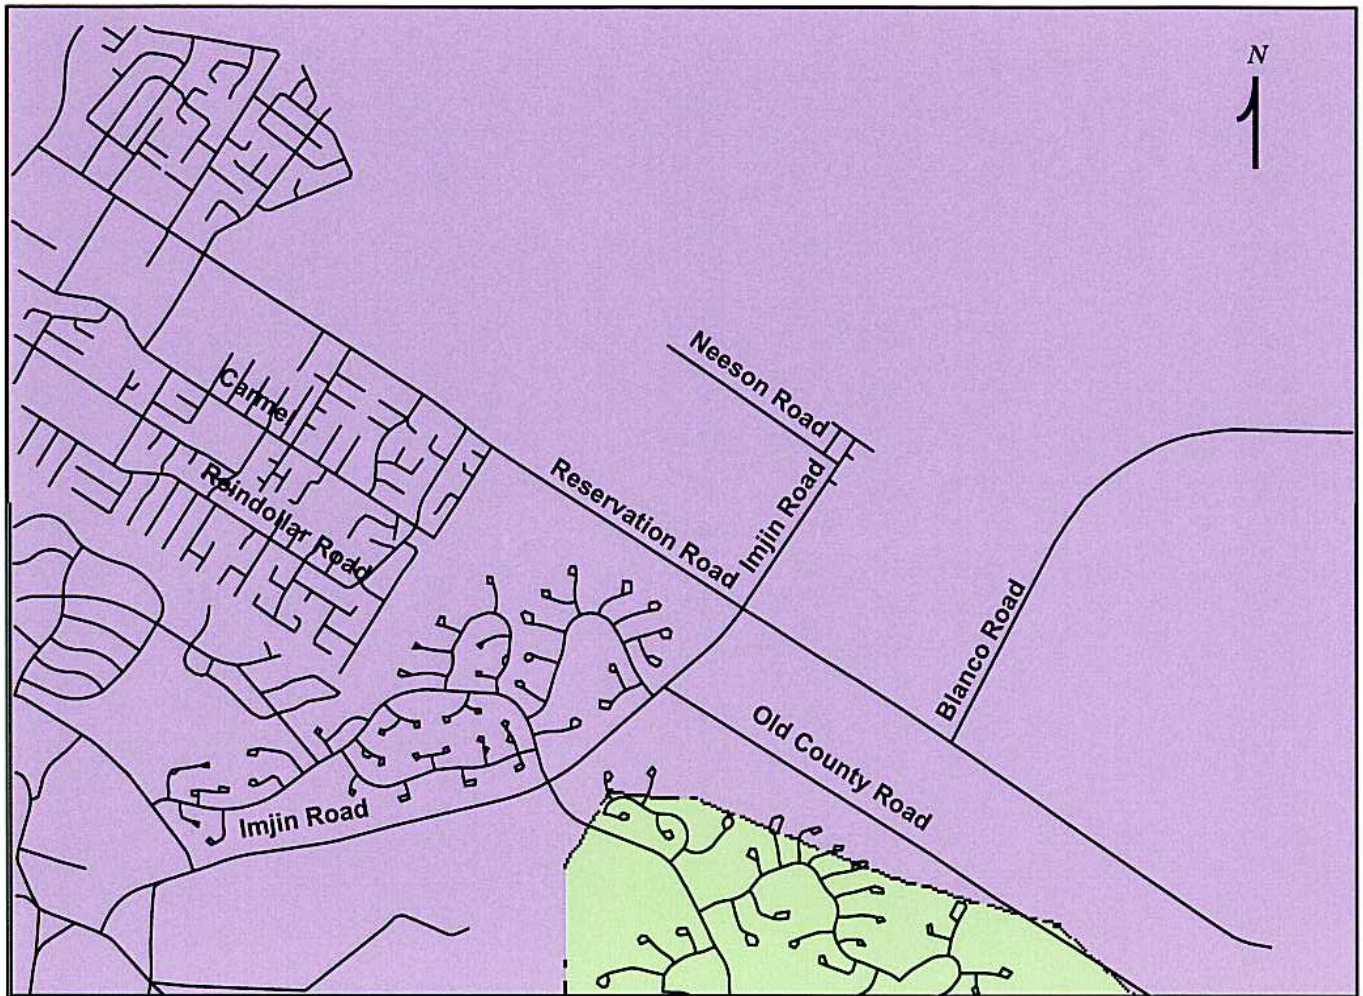 N
Neeson Road
Carmel
Reservation Road
Imjin Road
Reindollar Road
Blanco Road
Old County Road
Imjin Road